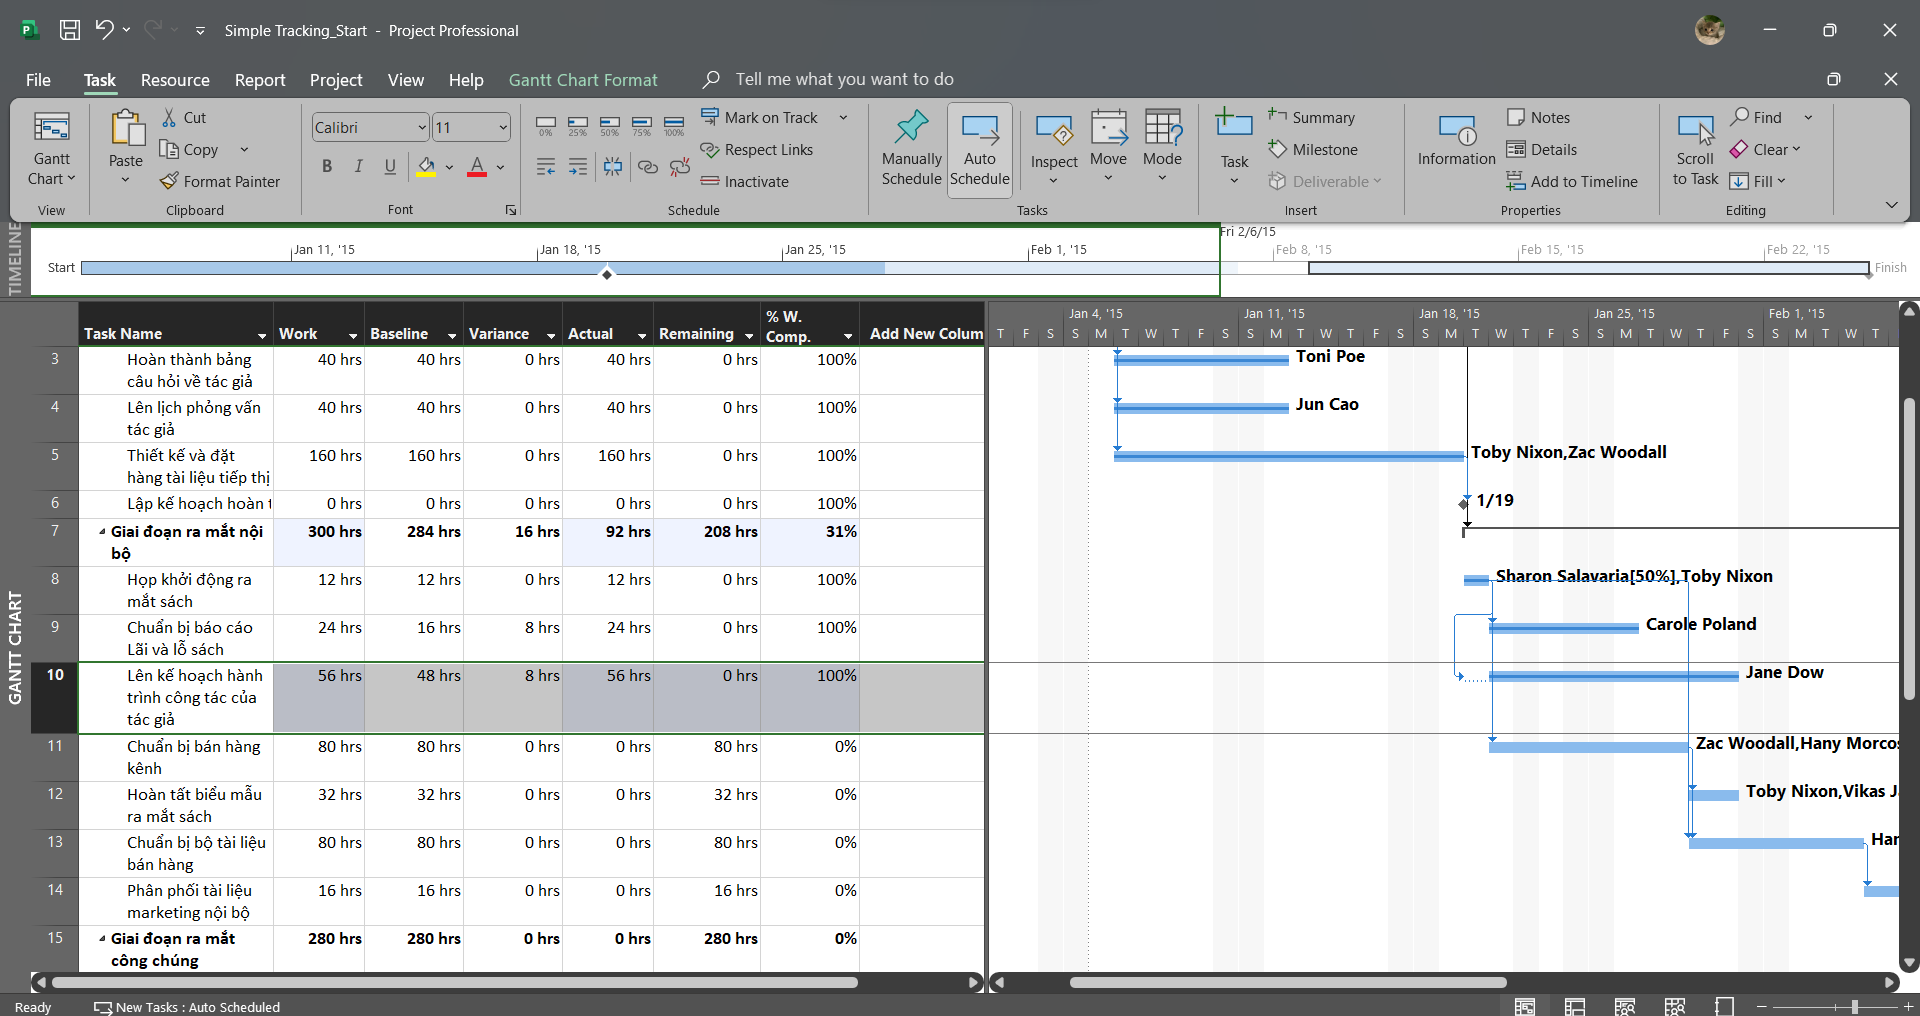 Simple Tracking_Start - Project Professional
File Task Resource Report Project View Help Gantt Chart Format Tell me what you want to do
Gantt Chart
View
Paste
Cut
Copy
Format Painter
Clipboard
Calibri 11
B I U A
Font
0% 25% 50% 75% 100%
Mark on Track
Respect Links
Inactivate
Schedule
Manually Schedule
Auto Schedule
Inspect
Move
Mode
Tasks
Task
Summary
Milestone
Deliverable
Insert
Information
Notes
Details
Add to Timeline
Properties
Scroll to Task
Find
Clear
Fill
Editing
TIMELINE
Fri 2/6/15
Jan 11, '15 Jan 18, '15 Jan 25, '15 Feb 1, '15 Feb 8, '15 Feb 15, '15 Feb 22, '15
Start Finish
GANTT CHART
Task Name Work Baseline Variance Actual Remaining % W. Comp. Add New Colum
3 Hoàn thành bảng câu hỏi về tác giả 40 hrs 40 hrs 0 hrs 40 hrs 0 hrs 100%
4 Lên lịch phỏng vấn tác giả 40 hrs 40 hrs 0 hrs 40 hrs 0 hrs 100%
5 Thiết kế và đặt hàng tài liệu tiếp thị 160 hrs 160 hrs 0 hrs 160 hrs 0 hrs 100%
6 Lập kế hoạch hoàn t 0 hrs 0 hrs 0 hrs 0 hrs 0 hrs 100%
7 Giai đoạn ra mắt nội bộ 300 hrs 284 hrs 16 hrs 92 hrs 208 hrs 31%
8 Họp khởi động ra mắt sách 12 hrs 12 hrs 0 hrs 12 hrs 0 hrs 100%
9 Chuẩn bị báo cáo Lãi và lỗ sách 24 hrs 16 hrs 8 hrs 24 hrs 0 hrs 100%
10 Lên kế hoạch hành trình công tác của tác giả 56 hrs 48 hrs 8 hrs 56 hrs 0 hrs 100%
11 Chuẩn bị bán hàng kênh 80 hrs 80 hrs 0 hrs 0 hrs 80 hrs 0%
12 Hoàn tất biểu mẫu ra mắt sách 32 hrs 32 hrs 0 hrs 0 hrs 32 hrs 0%
13 Chuẩn bị bộ tài liệu bán hàng 80 hrs 80 hrs 0 hrs 0 hrs 80 hrs 0%
14 Phân phối tài liệu marketing nội bộ 16 hrs 16 hrs 0 hrs 0 hrs 16 hrs 0%
15 Giai đoạn ra mắt công chúng 280 hrs 280 hrs 0 hrs 0 hrs 280 hrs 0%
Jan 4, '15 Jan 11, '15 Jan 18, '15 Jan 25, '15 Feb 1, '15
T F S S M T W T F S S M T W T F S S M T W T F S S M T W T F S S M T W T
Toni Poe
Jun Cao
Toby Nixon,Zac Woodall
1/19
Sharon Salavaria[50%],Toby Nixon
Carole Poland
Jane Dow
Zac Woodall,Hany Morcos
Toby Nixon,Vikas Ja
Han
Ready New Tasks : Auto Scheduled